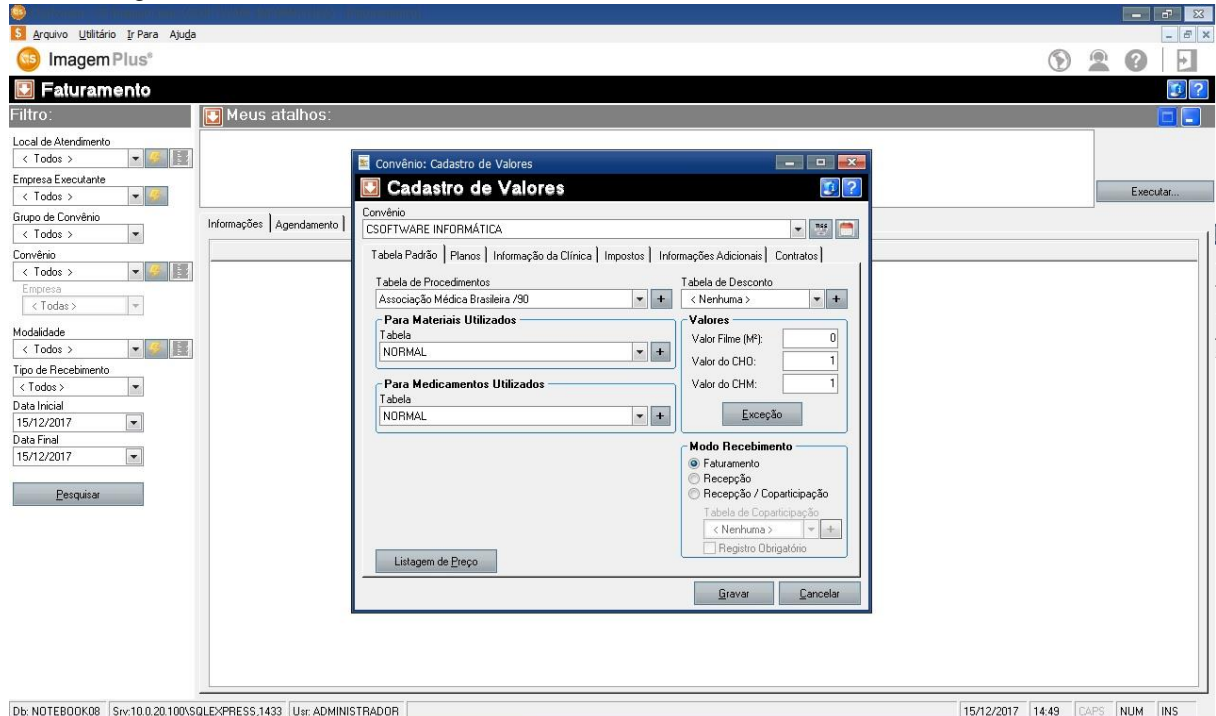 Arquivo Utilitário Ir Para Ajuda
cs ImagemPlus®
Faturamento
Filtro:
Meus atalhos:
Local de Atendimento
< Todos >
Empresa Executante
< Todos >
Grupo de Convênio
< Todos >
Convênio
< Todos >
Empresa
< Todas >
Modalidade
< Todos >
Tipo de Recebimento
< Todos >
Data Inicial
15/12/2017
Data Final
15/12/2017
Pesquisar
Executar...
Informações Agendamento
Convênio: Cadastro de Valores
Cadastro de Valores
Convênio
CSOFTWARE INFORMÁTICA
Tabela Padrão Planos Informação da Clínica Impostos Informações Adicionais Contratos
Tabela de Procedimentos
Associação Médica Brasileira /90
Tabela de Desconto
< Nenhuma >
Para Materiais Utilizados
Tabela
NORMAL
Para Medicamentos Utilizados
Tabela
NORMAL
Valores
Valor Filme (M²): 0
Valor do CHO: 1
Valor do CHM: 1
Exceção
Modo Recebimento
Faturamento
Recepção
Recepção / Coparticipação
Tabela de Coparticipação
< Nenhuma >
Registro Obrigatório
Listagem de Preço
Gravar Cancelar
Db: NOTEBOOK08 Srv:10.0.20.100\SQLEXPRESS,1433 Usr: ADMINISTRADOR 15/12/2017 14:49 CAPS NUM INS